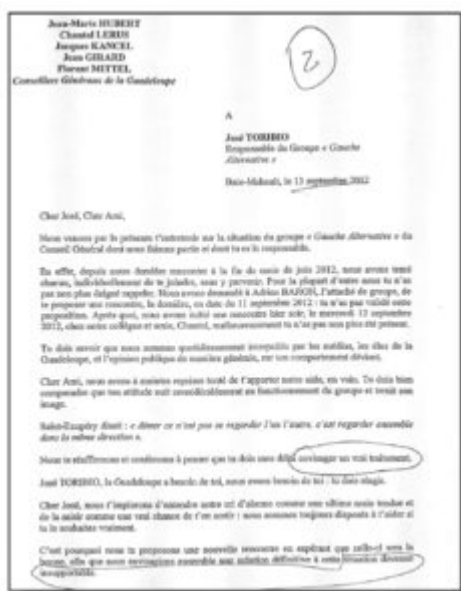 Jean-Marie HUBERT
Chantal LERUS
Jacques KANCEL
Jean GIRARD
Florent MITTEL
Conseillers Généraux de la Guadeloupe
2
A
José TORIBIO
Responsable du Groupe « Gauche
Alternative »
Baie-Mahault, le 13 septembre 2012
Cher José, Cher Ami,
Nous venons par la présente t'entretenir sur la situation du groupe « Gauche Alternative » du
Conseil Général dont nous faisons partie et dont tu es le responsable.
En effet, depuis notre dernière rencontre à la fin du mois de juin 2012, nous avons tenté
chacun, individuellement de te joindre, sans y parvenir. Pour la plupart d'entre nous tu n'as
pas non plus daigné rappeler. Nous avons demandé à Adrien BARON, l'attaché du groupe, de
te proposer une rencontre, la dernière, en date du 11 septembre 2012 : tu n'as pas validé cette
proposition. Après quoi, nous avons initié une rencontre hier soir, le mercredi 12 septembre
2012, chez notre collègue et amie, Chantal, malheureusement tu n'as pas non plus été présent.
Tu dois savoir que nous sommes quotidiennement interpellés par les médias, les élus de la
Guadeloupe, et l'opinion publique de manière générale, sur ton comportement déviant.
Cher Ami, nous avons à maintes reprises tenté de t'apporter notre aide, en vain. Tu dois bien
comprendre que ton attitude nuit considérablement au fonctionnement du groupe et ternit son
image.
Saint-Exupéry disait : « Aimer ce n'est pas se regarder l'un l'autre, c'est regarder ensemble
dans la même direction ».
Nous te réaffirmons et continuons à penser que tu dois sans délai envisager un vrai traitement.
José TORIBIO, la Guadeloupe a besoin de toi, nous avons besoin de toi : tu dois réagir.
Cher José, nous t'implorons d'entendre notre cri d'alarme comme une ultime main tendue et
de la saisir comme une vraie chance de t'en sortir : nous sommes toujours disposés à t'aider si
tu le souhaites vraiment.
C'est pourquoi nous te proposons une nouvelle rencontre en espérant que celle-ci sera la
bonne, afin que nous envisagions ensemble une solution définitive à cette situation devenue
insupportable.